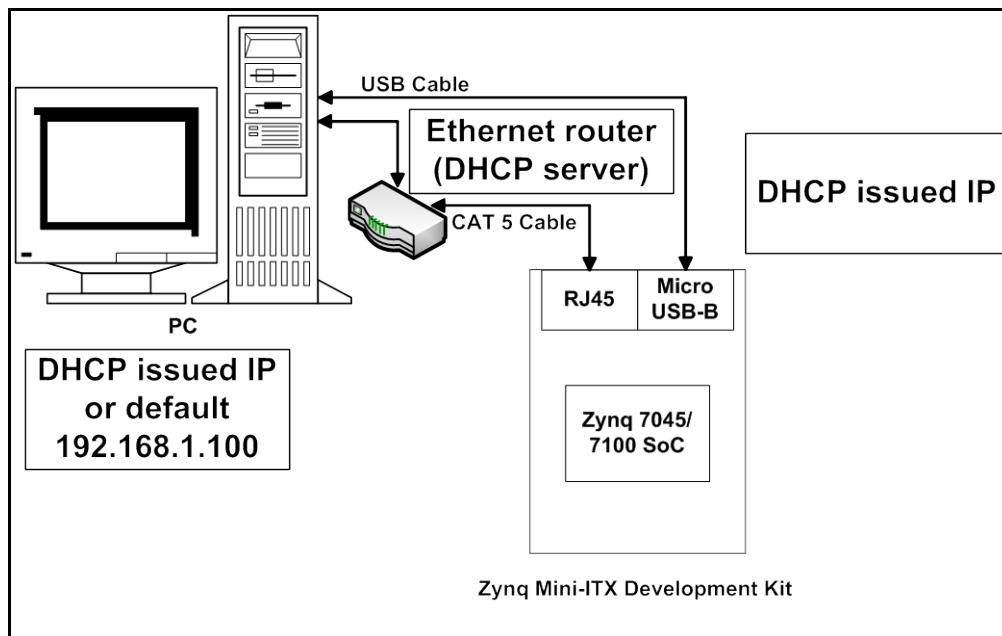 USB Cable
Ethernet router
(DHCP server)
DHCP issued IP
CAT 5 Cable
RJ45
Micro
USB-B
PC
DHCP issued IP
or default
192.168.1.100
Zynq 7045/
7100 SoC
Zynq Mini-ITX Development Kit